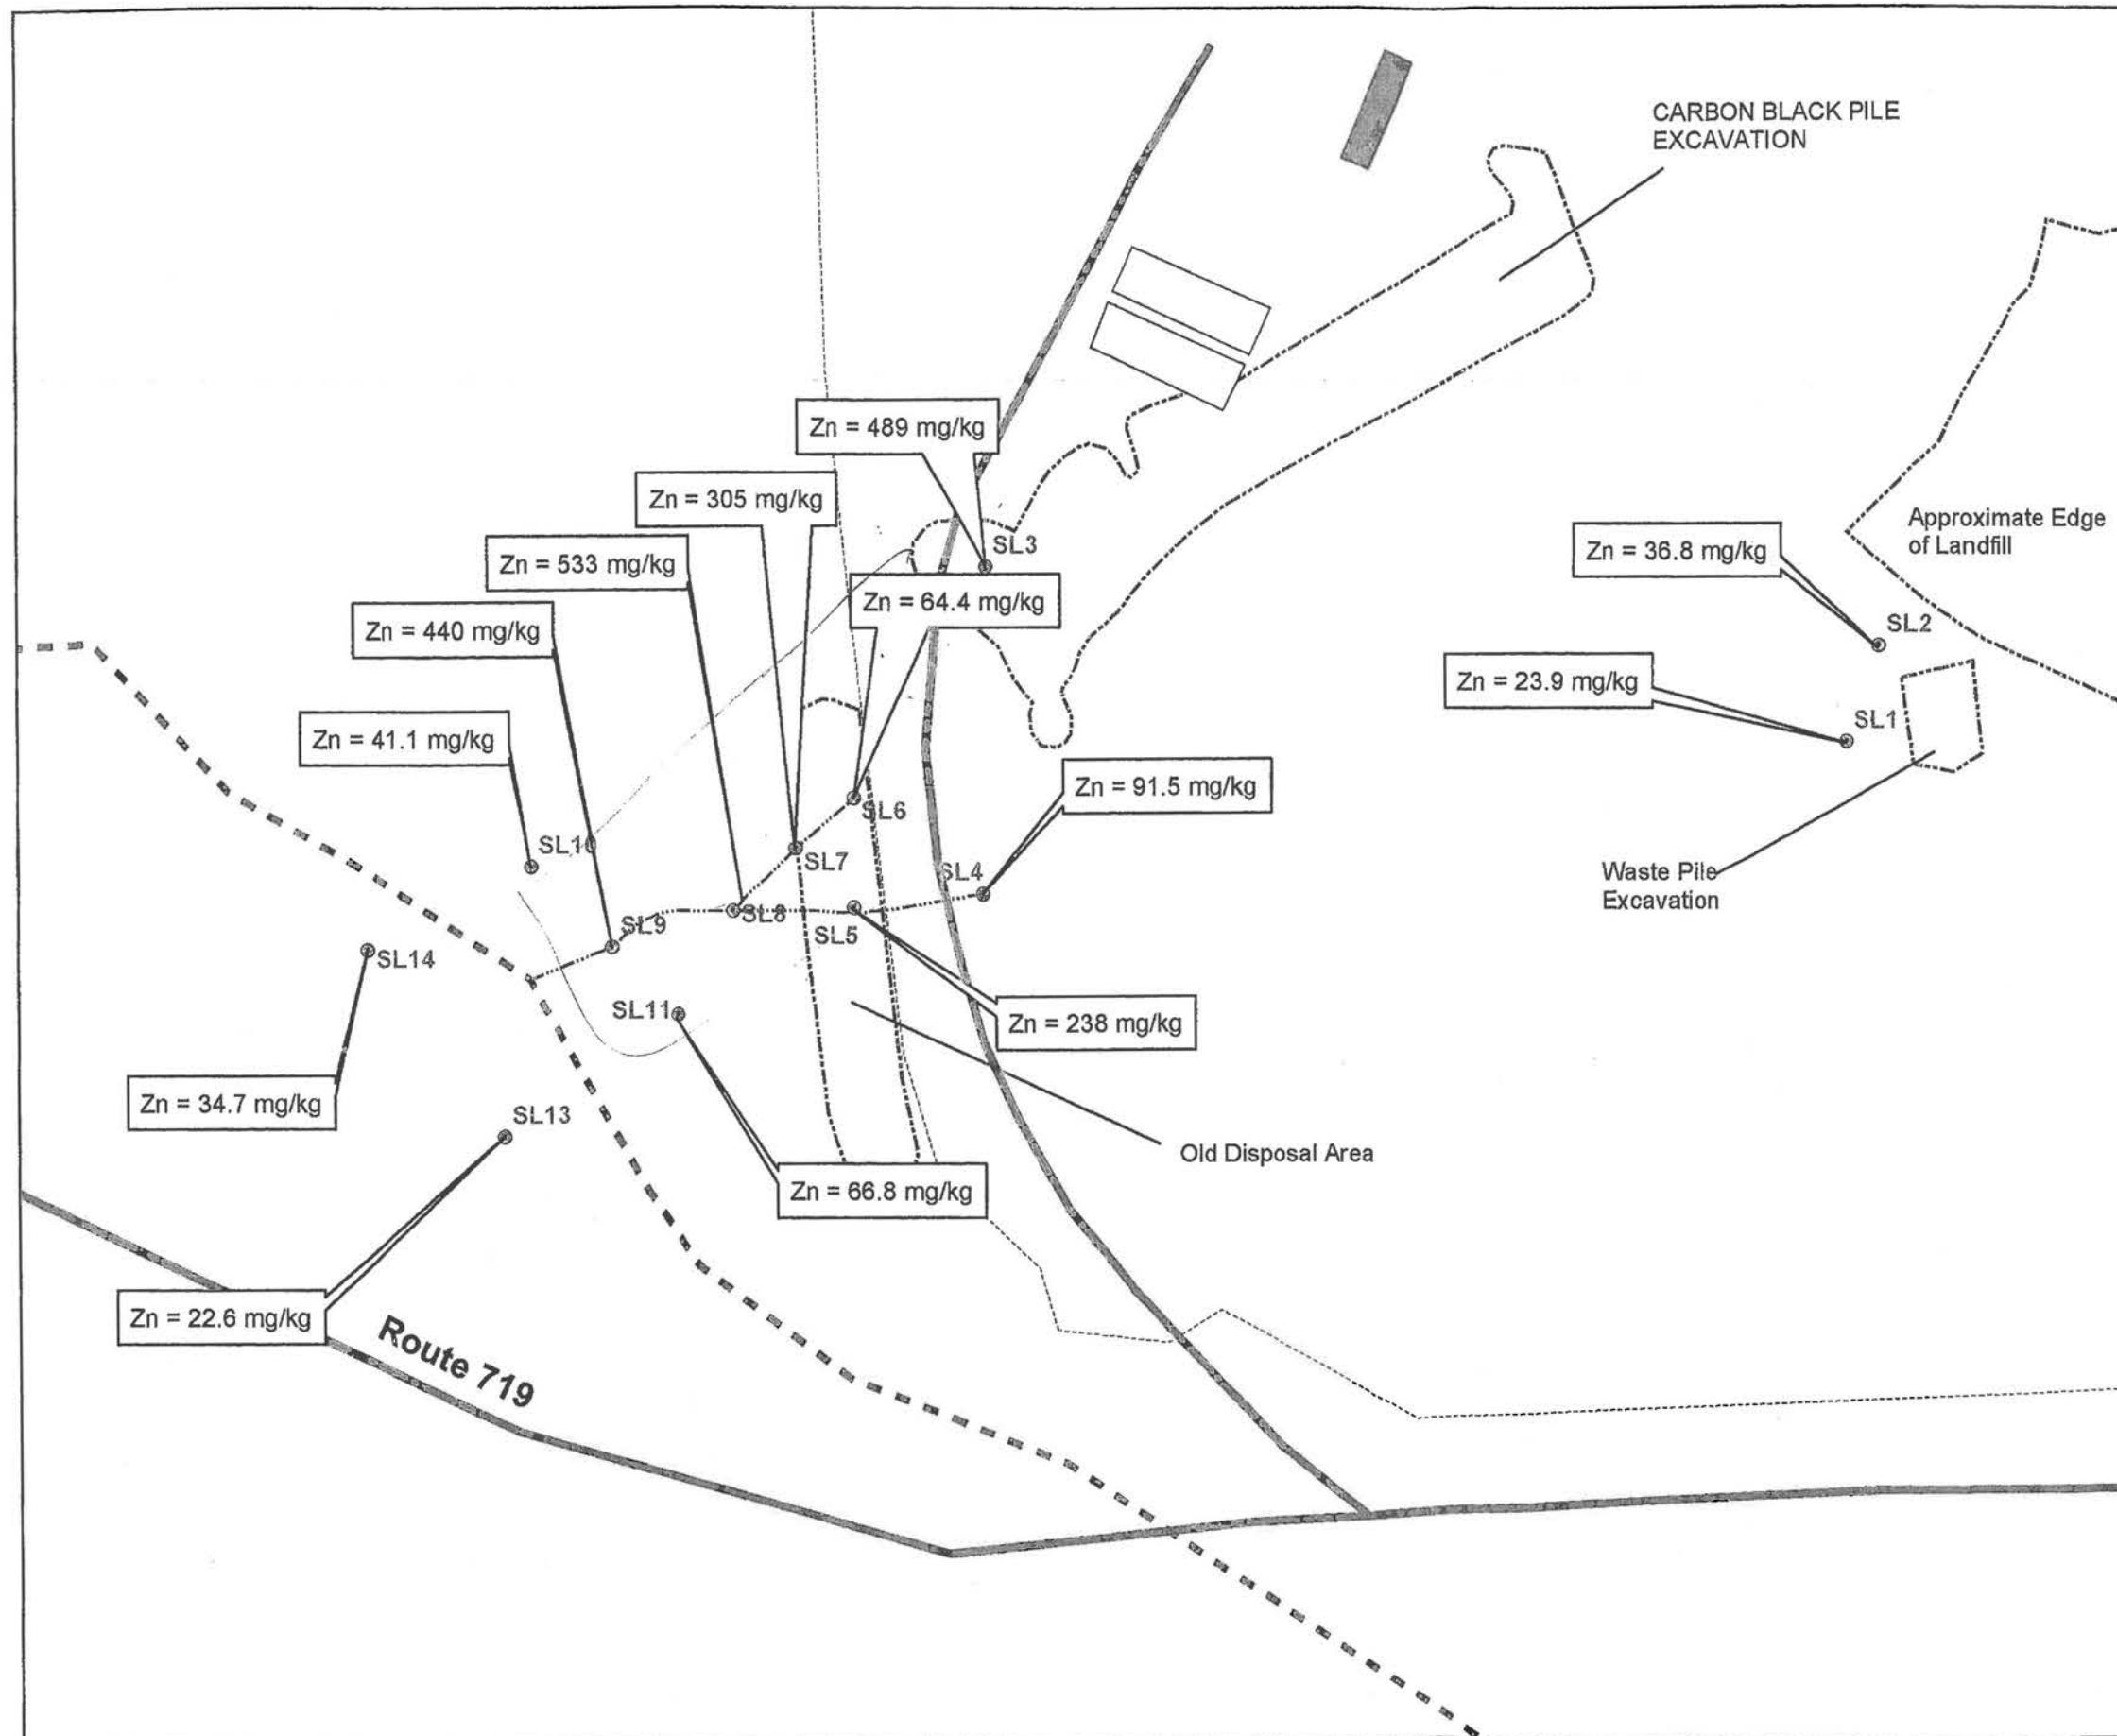 CARBON BLACK PILE
EXCAVATION
Zn = 489 mg/kg
Zn = 305 mg/kg
Zn = 533 mg/kg
SL3
Approximate Edge
of Landfill
Zn = 36.8 mg/kg
Zn = 64.4 mg/kg
Zn = 440 mg/kg
SL2
Zn = 23.9 mg/kg
SL1
Zn = 41.1 mg/kg
Zn = 91.5 mg/kg
SL6
SL10
SL7
SL4
Waste Pile
Excavation
SL8
SL9
SL5
SL14
SL11
Zn = 238 mg/kg
Zn = 34.7 mg/kg
SL13
Old Disposal Area
Zn = 66.8 mg/kg
Zn = 22.6 mg/kg
Route 719